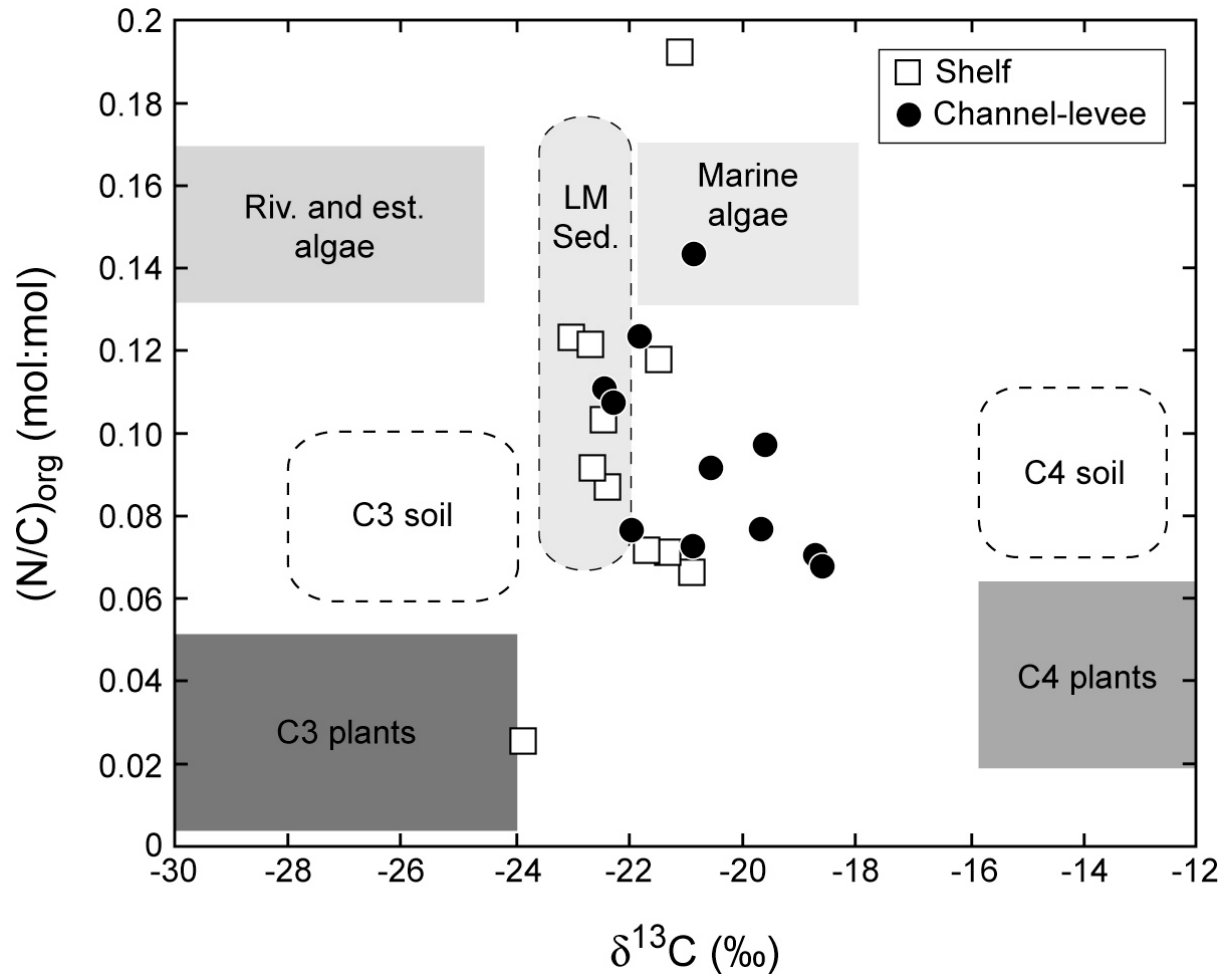 0.2
0.18
0.16
0.14
0.12
0.10
0.08
0.06
0.04
0.02
0
(N/C)org (mol:mol)
Shelf
Channel-levee
Riv. and est.
algae
LM
Sed.
Marine
algae
C3 soil
C4 soil
C3 plants
C4 plants
-30 -28 -26 -24 -22 -20 -18 -16 -14 -12
δ13C (‰)